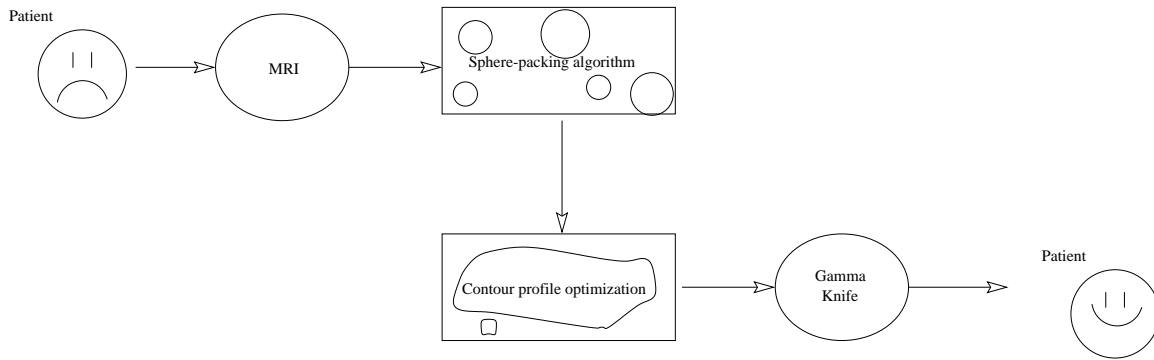 Patient
MRI
Sphere-packing algorithm
Contour profile optimization
Gamma
Knife
Patient